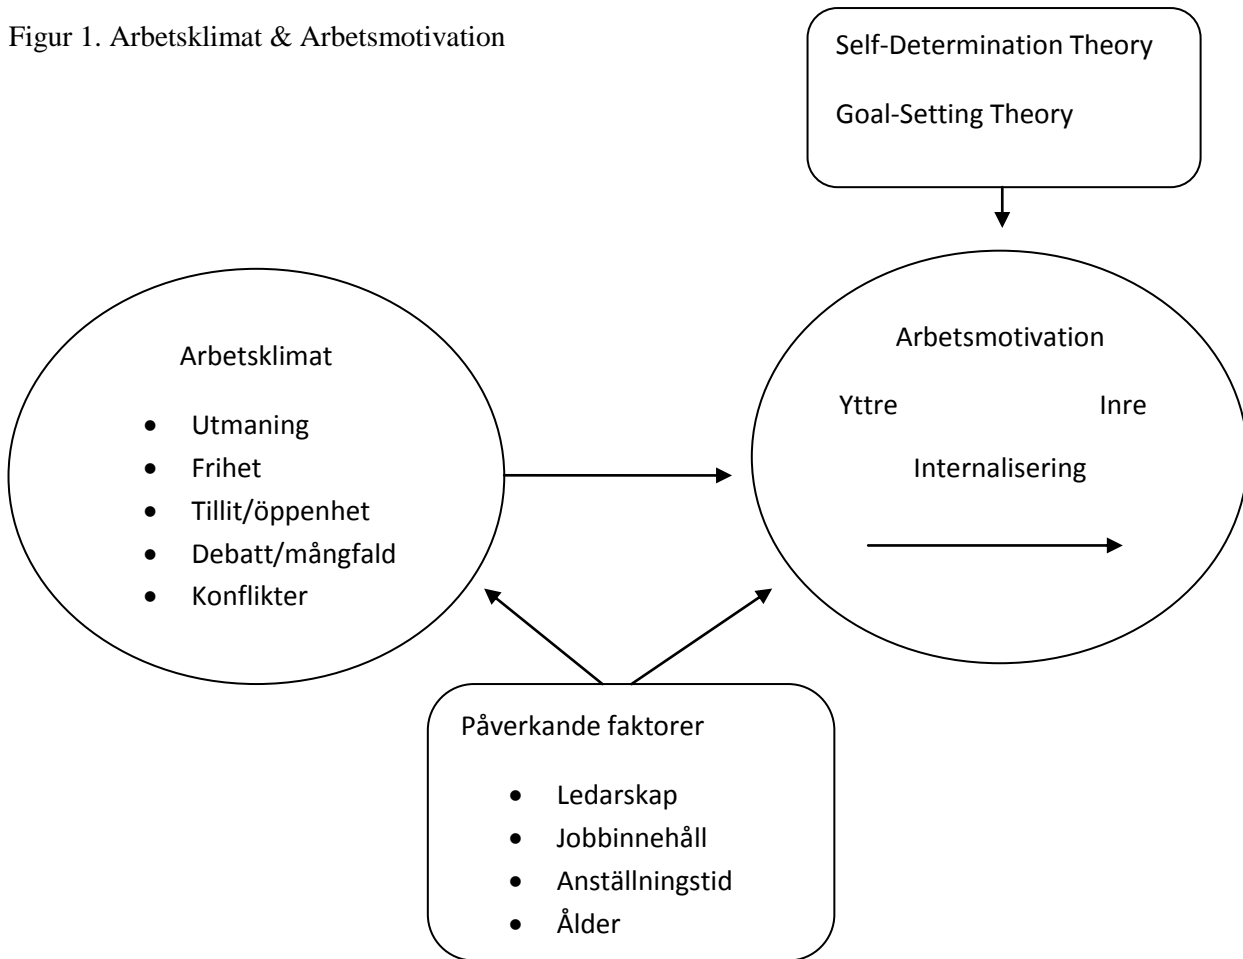 Figur 1. Arbetsklimat & Arbetsmotivation
Self-Determination Theory
Goal-Setting Theory
Arbetsklimat
• Utmaning
• Frihet
• Tillit/öppenhet
• Debatt/mångfald
• Konflikter
Arbetsmotivation
Yttre Inre
Internalisering
Påverkande faktorer
• Ledarskap
• Jobbinnehåll
• Anställningstid
• Ålder